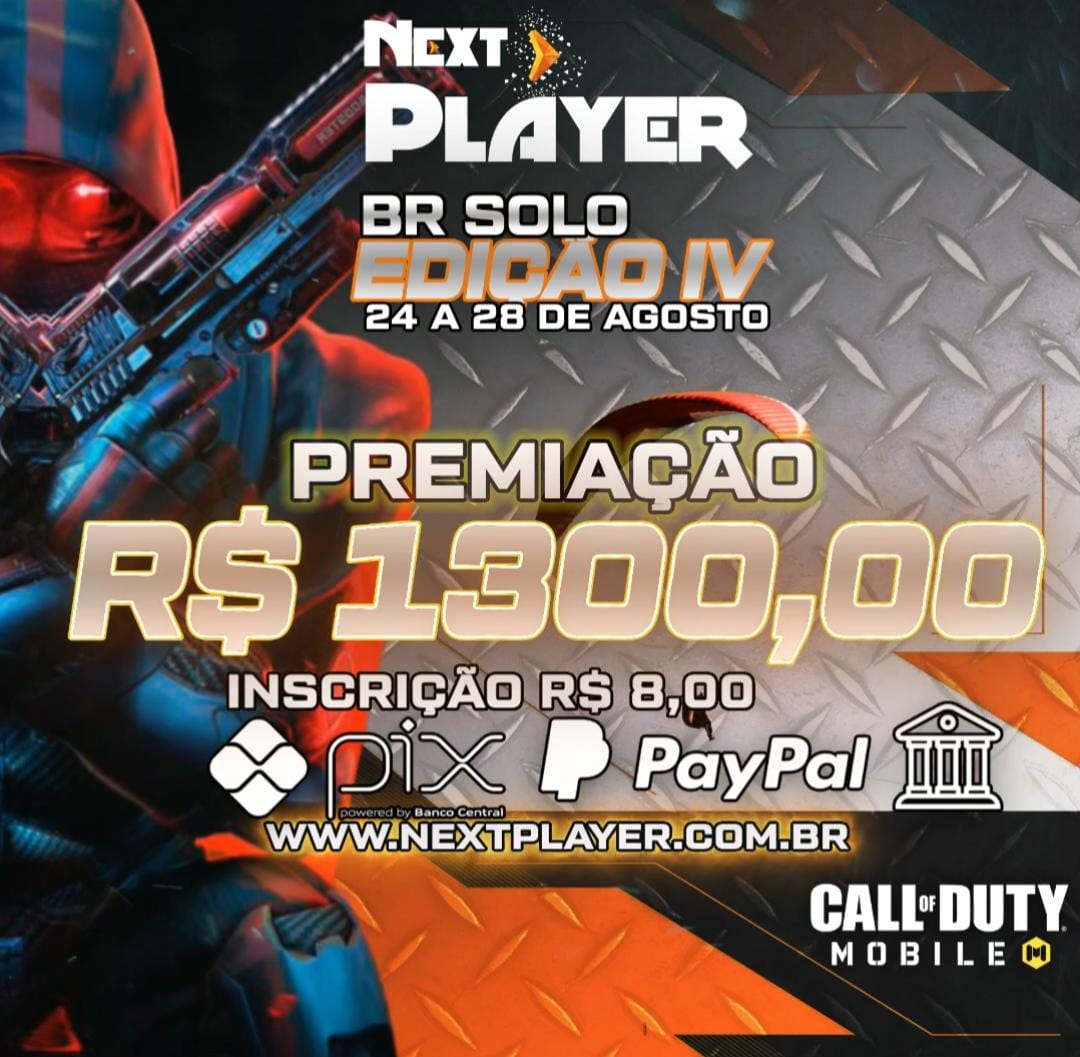 NEXT
PLAYER
BR SOLO
EDIÇÃO IV
24 A 28 DE AGOSTO
PREMIAÇÃO
R$ 1300,00
INSCRIÇÃO R$ 8,00
pix PayPal
powered by Banco Central
WWW.NEXTPLAYER.COM.BR
CALL OF DUTY
MOBILE